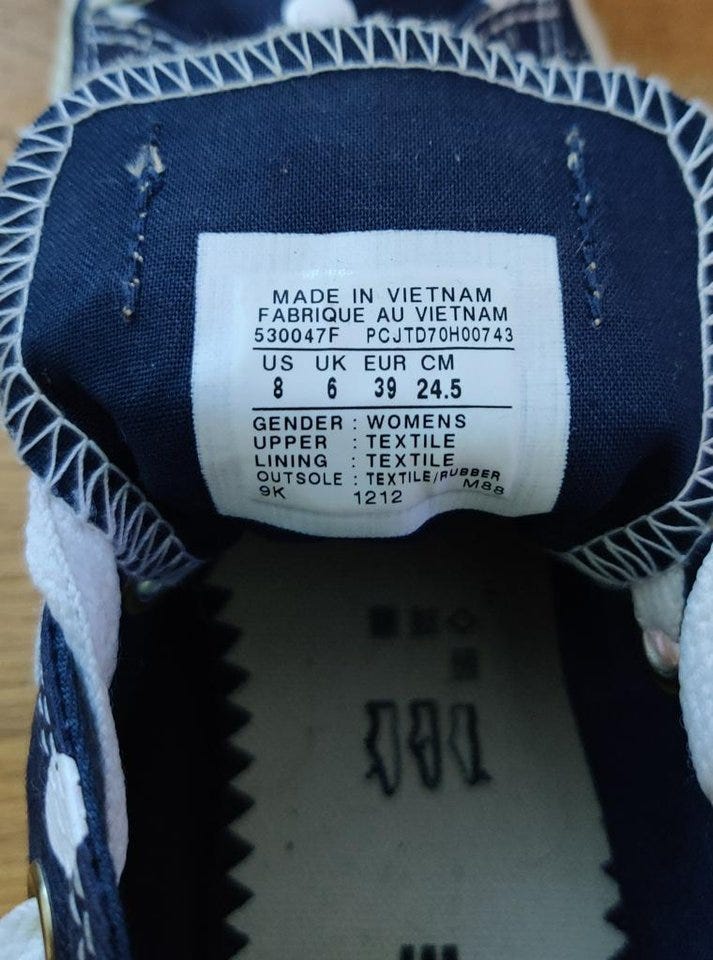 MADE IN VIETNAM
FABRIQUE AU VIETNAM
530047F PCJTD70H00743
US UK EUR CM
8 6 39 24.5
GENDER : WOMENS
UPPER : TEXTILE
LINING : TEXTILE
OUTSOLE : TEXTILE/RUBBER
9K 1212 M88